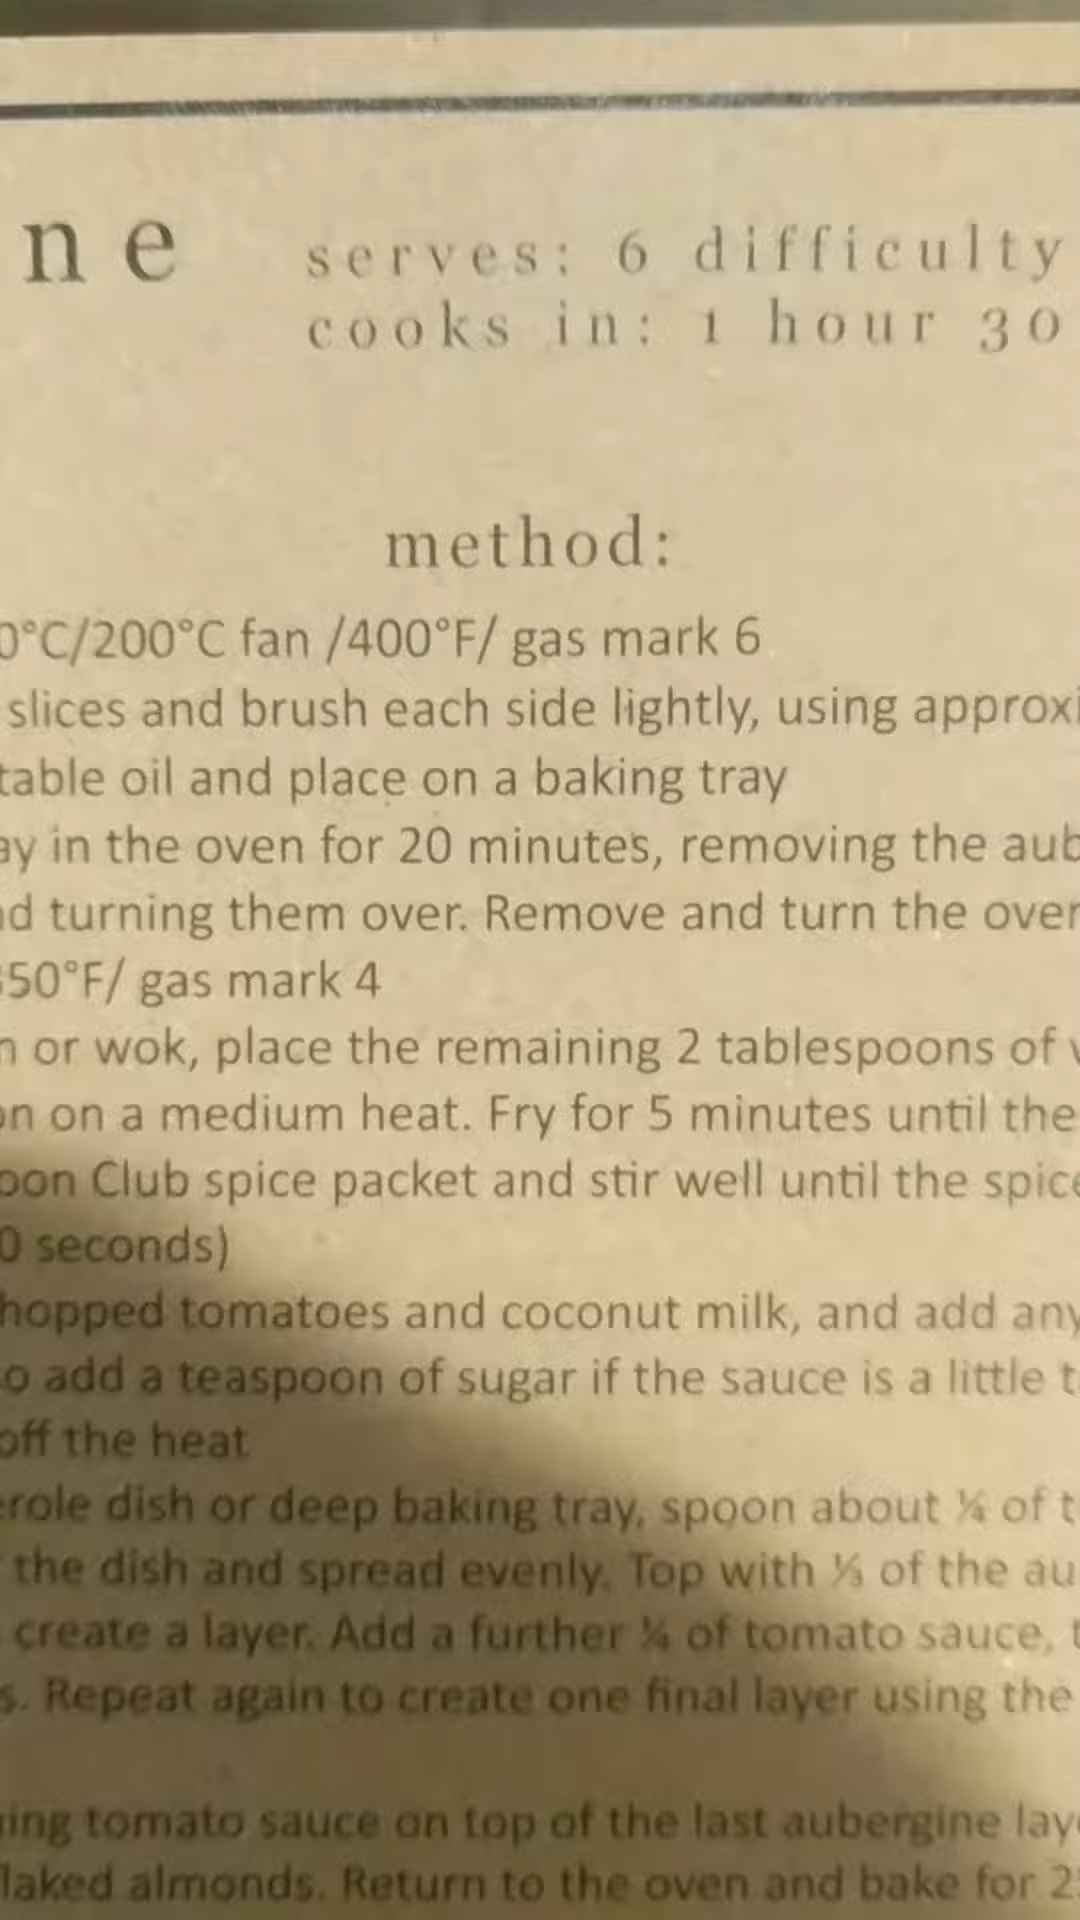 ne
serves: 6 difficulty
cooks in: 1 hour 30
method:
0°C/200°C fan /400°F/ gas mark 6
slices and brush each side lightly, using approxi
table oil and place on a baking tray
ay in the oven for 20 minutes, removing the aub
nd turning them over. Remove and turn the over
50°F/ gas mark 4
n or wok, place the remaining 2 tablespoons of v
on on a medium heat. Fry for 5 minutes until the
oon Club spice packet and stir well until the spice
0 seconds)
hopped tomatoes and coconut milk, and add any
o add a teaspoon of sugar if the sauce is a little t
off the heat
erole dish or deep baking tray, spoon about ¼ of t
the dish and spread evenly. Top with ⅓ of the au
create a layer. Add a further ¼ of tomato sauce, t
s. Repeat again to create one final layer using the
ing tomato sauce on top of the last aubergine laye
laked almonds. Return to the oven and bake for 2